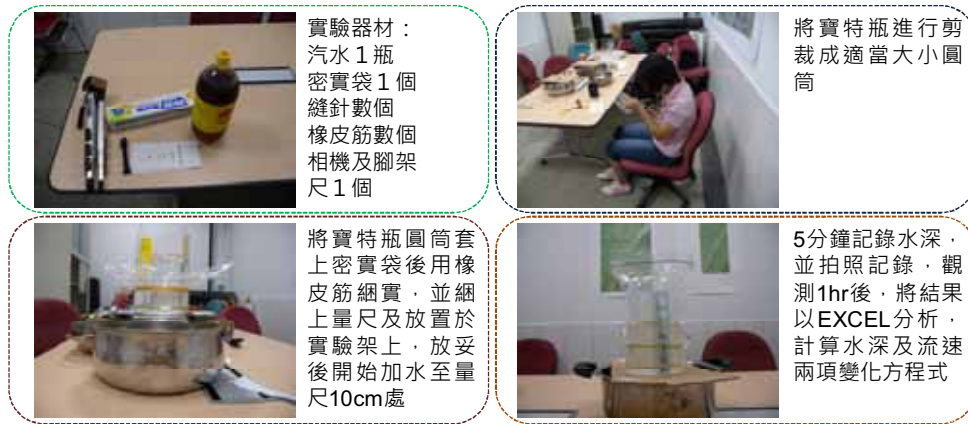 實驗器材：
汽水１瓶
密實袋１個
縫針數個
橡皮筋數個
相機及腳架
尺１個
將寶特瓶進行剪
裁成適當大小圓
筒
將寶特瓶圓筒套
上密實袋後用橡
皮筋綑實，並綑
上量尺及放置於
實驗架上，放妥
後開始加水至量
尺10cm處
5分鐘記錄水深，
並拍照記錄，觀
測1hr後，將結果
以EXCEL分析，
計算水深及流速
兩項變化方程式